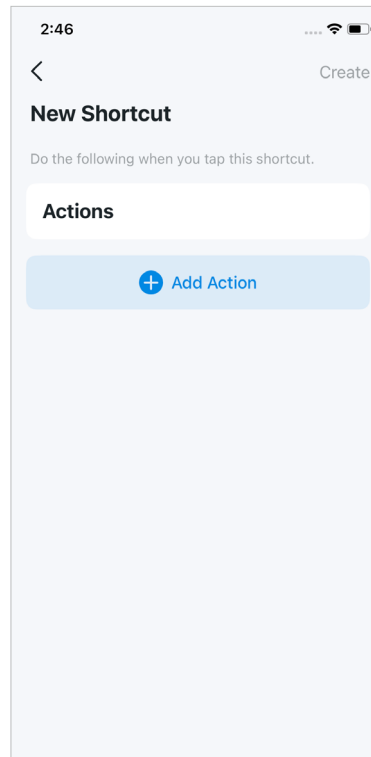 2:46
Create
New Shortcut
Do the following when you tap this shortcut.
Actions
Add Action